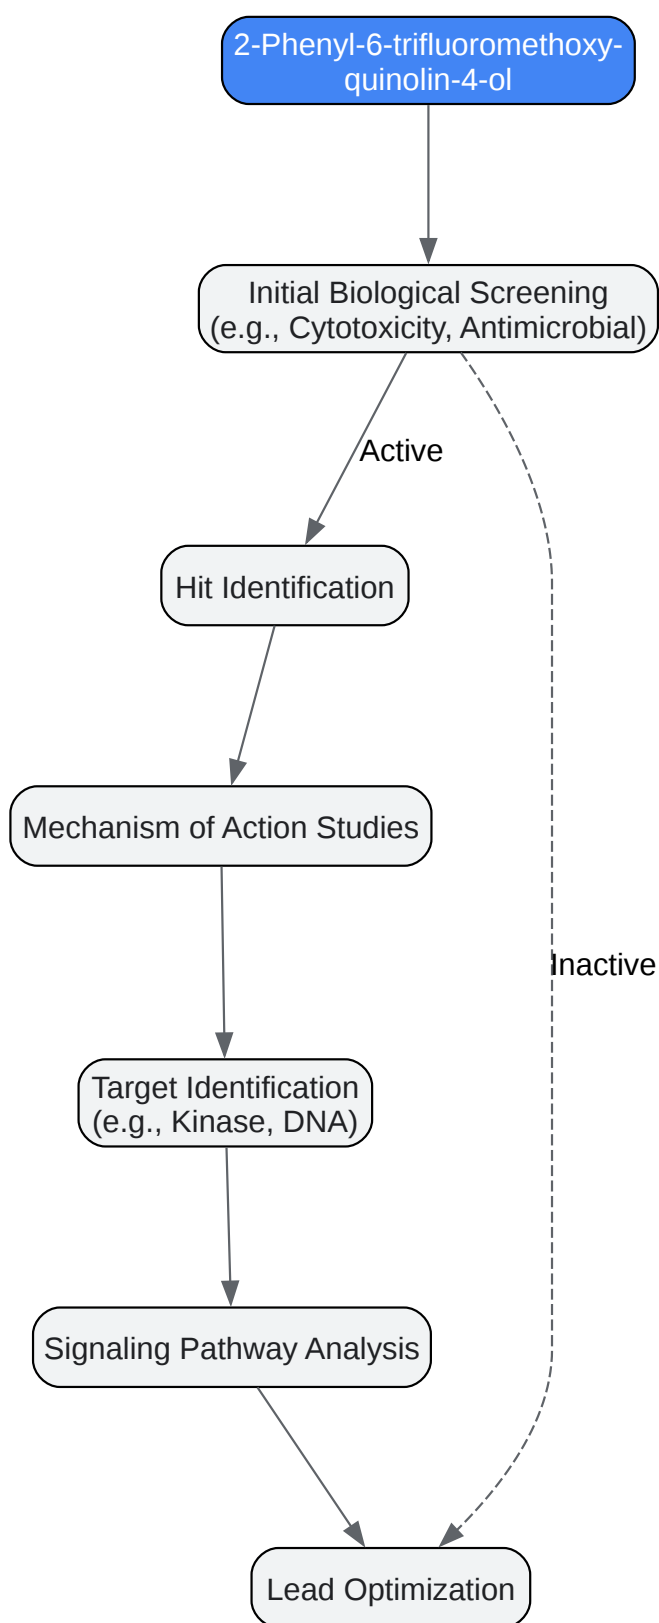 2-Phenyl-6-trifluoromethoxy-
quinolin-4-ol
Initial Biological Screening
(e.g., Cytotoxicity, Antimicrobial)
Active
Hit Identification
Mechanism of Action Studies
Inactive
Target Identification
(e.g., Kinase, DNA)
Signaling Pathway Analysis
Lead Optimization